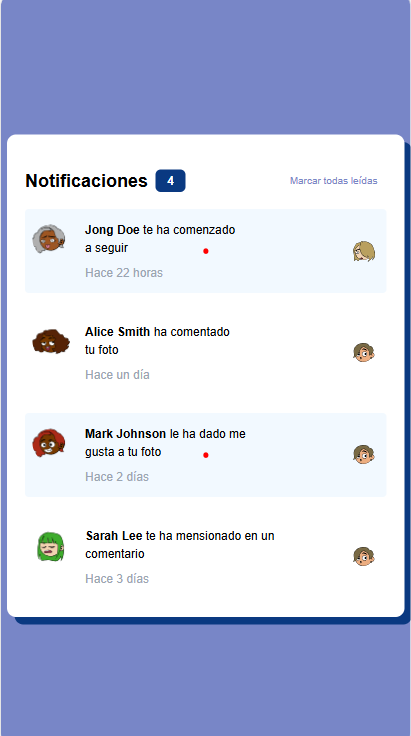 Notificaciones 4 Marcar todas leídas
Jong Doe te ha comenzado
a seguir
Hace 22 horas
Alice Smith ha comentado
tu foto
Hace un día
Mark Johnson le ha dado me
gusta a tu foto
Hace 2 días
Sarah Lee te ha mensionado en un
comentario
Hace 3 días